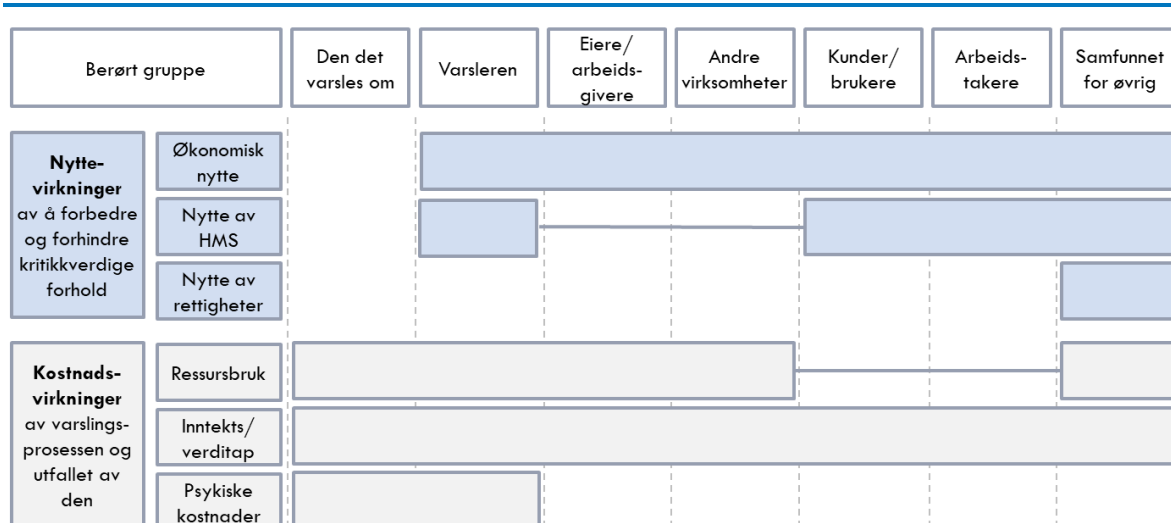 Berørt gruppe
Den det
varsles om
Varsleren
Eiere/
arbeids-
givere
Andre
virksomheter
Kunder/
brukere
Arbeids-
takere
Samfunnet
for øvrig
Nytte-
virkninger
av å forbedre
og forhindre
kritikkverdige
forhold
Økonomisk
nytte
Nytte av
HMS
Nytte av
rettigheter
Kostnads-
virkninger
av varslings-
prosessen og
utfallet av
den
Ressursbruk
Inntekts/
verditap
Psykiske
kostnader